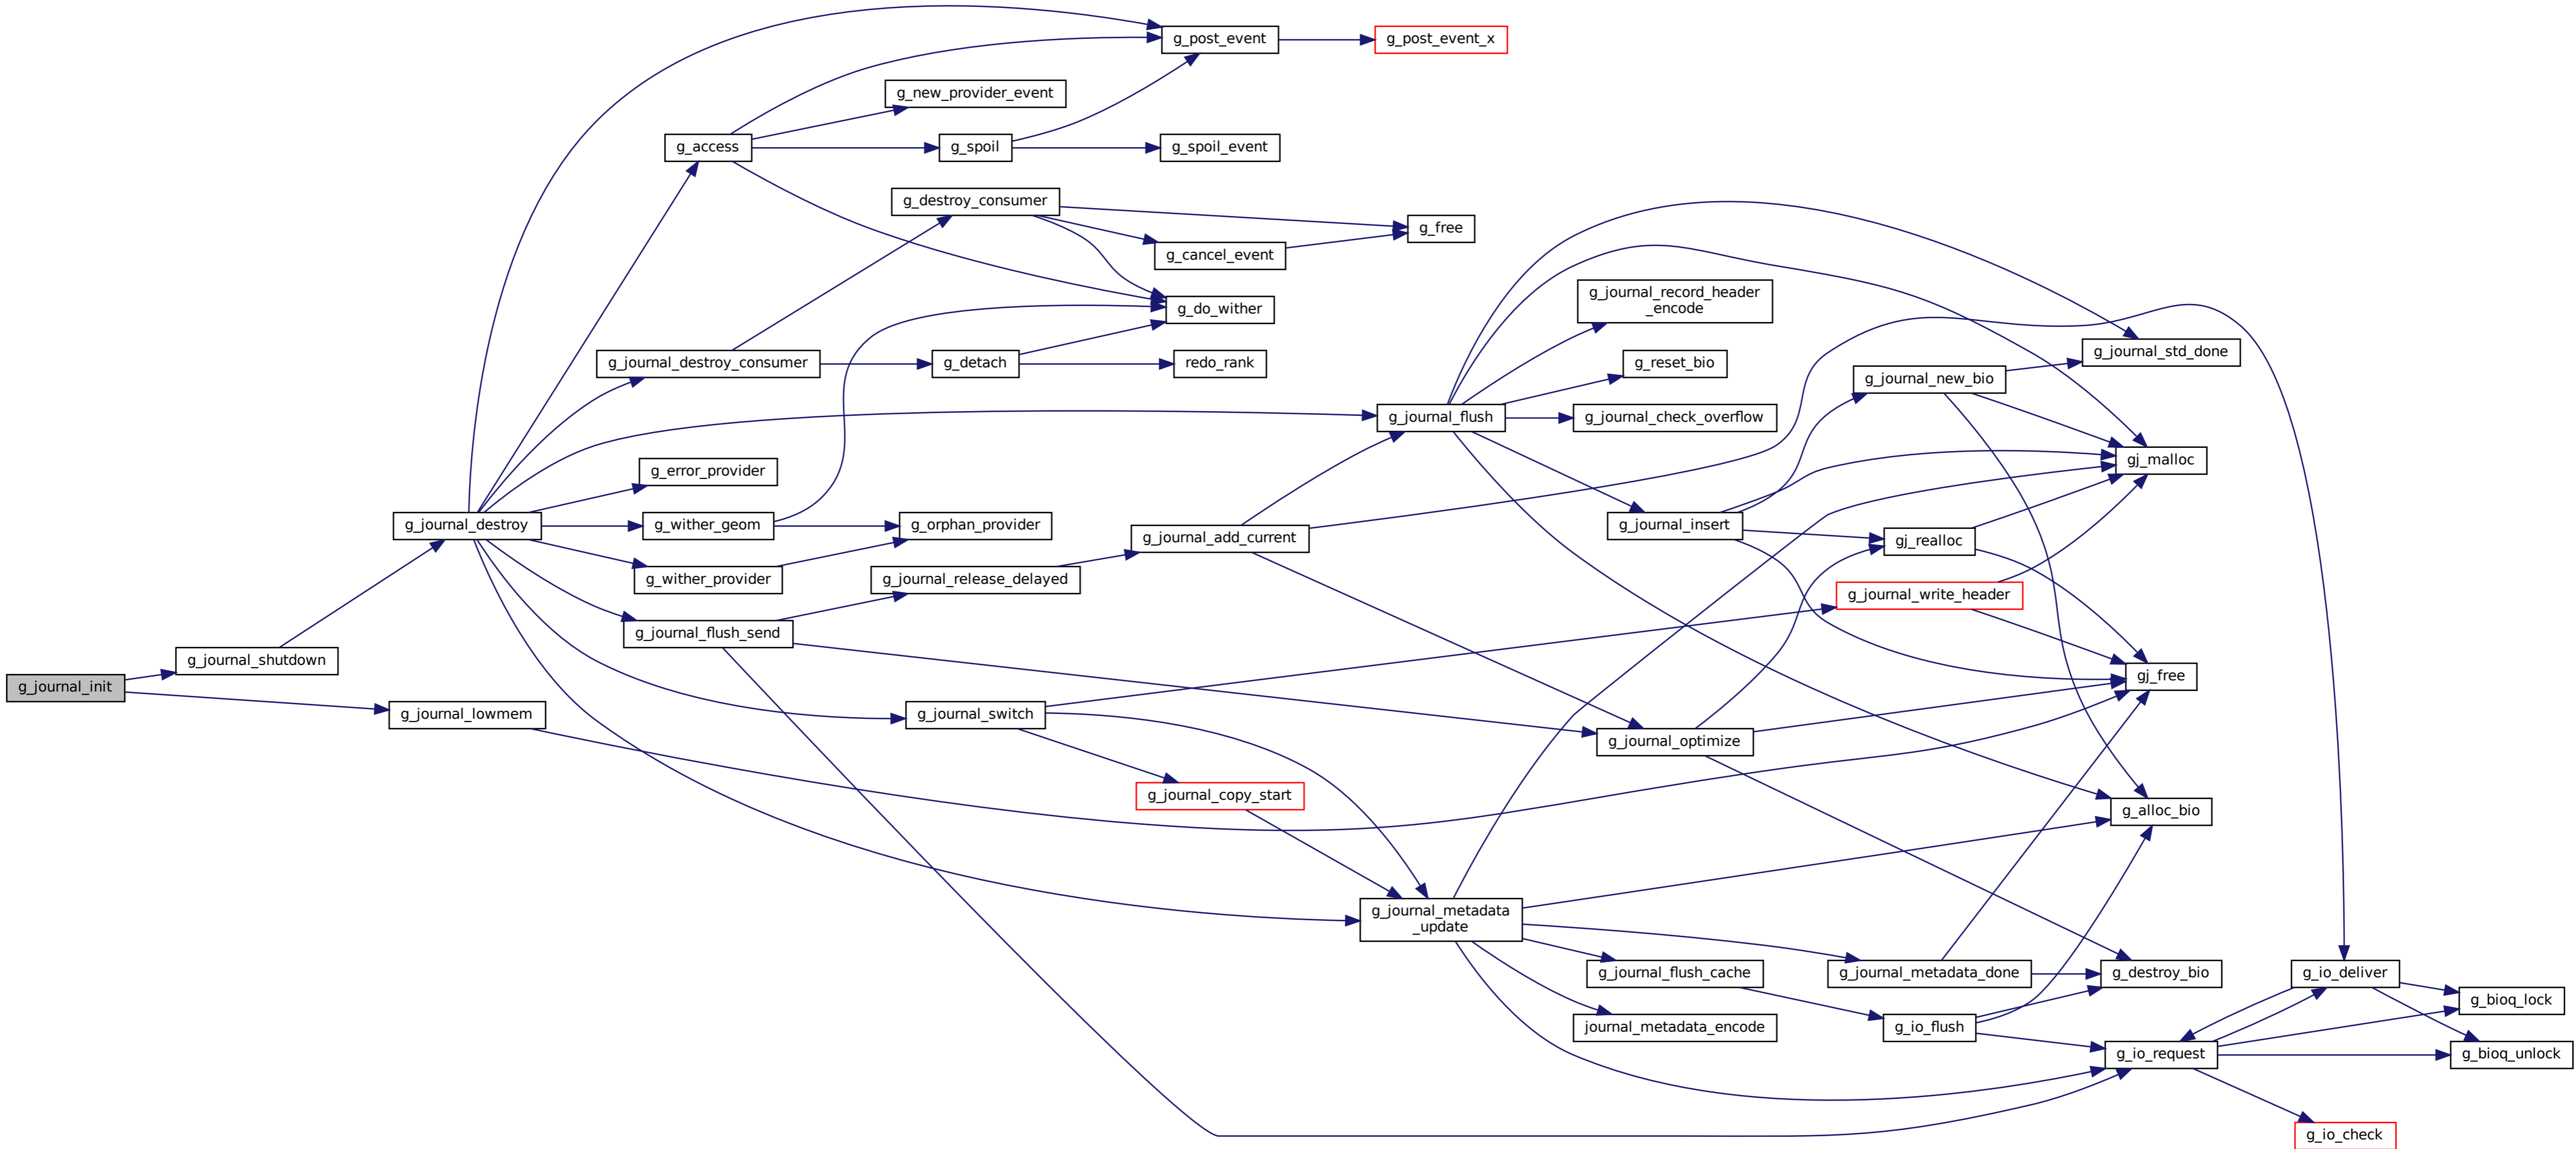 g_post_event
g_post_event_x
g_new_provider_event
g_access
g_spoil
g_spoil_event
g_destroy_consumer
g_free
g_cancel_event
g_do_wither
g_journal_record_header
_encode
g_journal_std_done
g_journal_destroy_consumer
g_detach
redo_rank
g_reset_bio
g_journal_new_bio
g_journal_flush
g_journal_check_overflow
g_error_provider
gj_malloc
g_journal_destroy
g_wither_geom
g_orphan_provider
g_journal_insert
g_journal_add_current
gj_realloc
g_wither_provider
g_journal_release_delayed
g_journal_write_header
g_journal_flush_send
g_journal_shutdown
gj_free
g_journal_init
g_journal_lowmem
g_journal_switch
g_journal_optimize
g_journal_copy_start
g_alloc_bio
g_journal_metadata
_update
g_journal_flush_cache
g_journal_metadata_done
g_destroy_bio
g_io_deliver
g_bioq_lock
journal_metadata_encode
g_io_flush
g_io_request
g_bioq_unlock
g_io_check